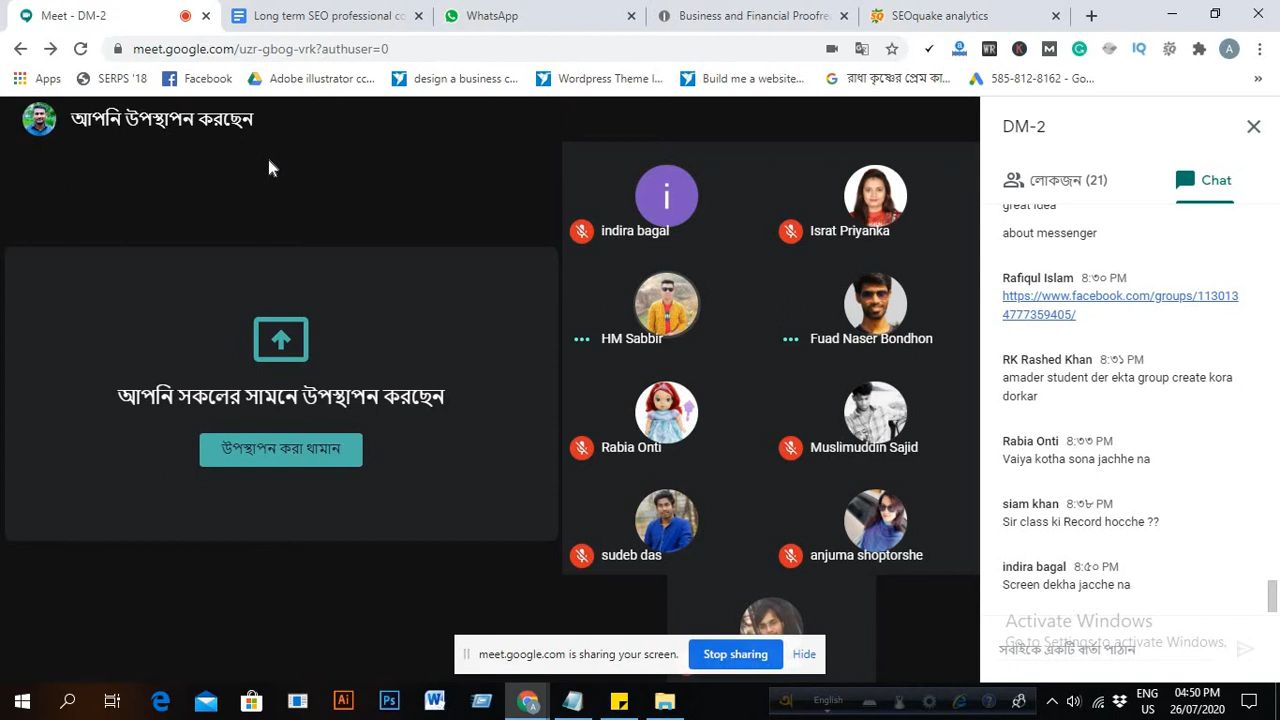 Meet - DM-2
Long term SEO professional co
WhatsApp
Business and Financial Proofre
SEOquake analytics
meet.google.com/uzr-gbog-vrk?authuser=0
Apps
SERPS '18
Facebook
Adobe illustrator cc...
design a business c...
Wordpress Theme I...
Build me a website...
রাধা কৃষ্ণের প্রেম কা...
585-812-8162 - Go...
আপনি উপস্থাপন করছেন
আপনি সকলের সামনে উপস্থাপন করছেন
উপস্থাপন করা থামান
i
indira bagal
Israt Priyanka
HM Sabbir
Fuad Naser Bondhon
Rabia Onti
Muslimuddin Sajid
sudeb das
anjuma shoptorshe
meet.google.com is sharing your screen.
Stop sharing
Hide
DM-2
লোকজন (21)
Chat
great idea
about messenger
Rafiqul Islam 8:৩০ PM
https://www.facebook.com/groups/113013
4777359405/
RK Rashed Khan 8:৩১ PM
amader student der ekta group create kora
dorkar
Rabia Onti 8:৩৩ PM
Vaiya kotha sona jachhe na
siam khan 8:৩৮ PM
Sir class ki Record hocche ??
indira bagal 8:৫০ PM
Screen dekha jacche na
Activate Windows
Go to Settings to activate Windows.
সবাইকে একটি বার্তা পাঠান
English
ENG
US
04:50 PM
26/07/2020